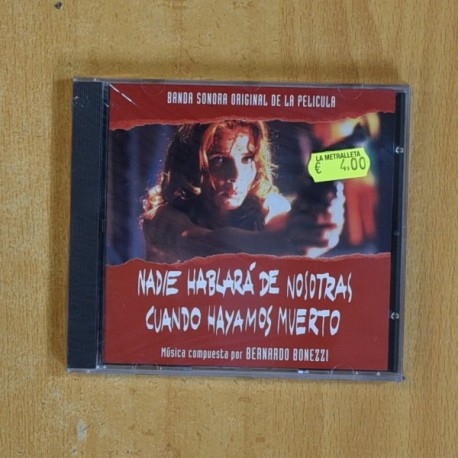 BANDA SONORA ORIGINAL DE LA PELICULA
LA METRALLETA
€ 4,00
NADIE HABLARÁ DE NOSOTRAS
CUANDO HAYAMOS MUERTO
Música compuesta por BERNARDO BONEZZI